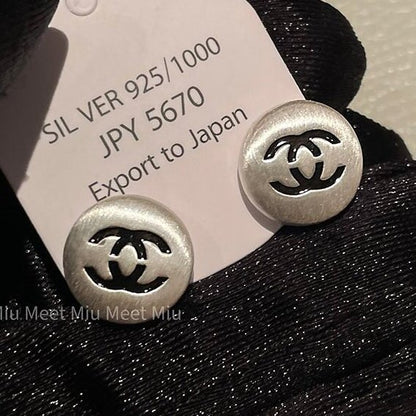 SIL VER 925/1000
JPY 5670
Export to Japan
Miu Meet Miu Meet Miu